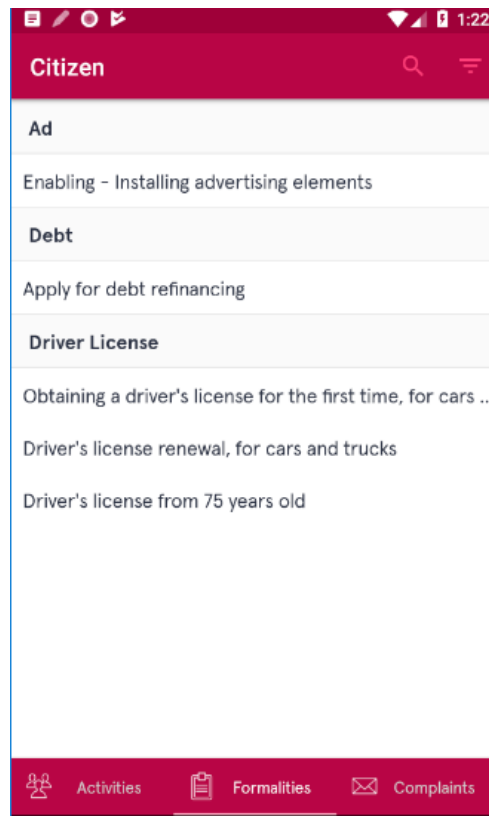 1:22
Citizen
Ad
Enabling - Installing advertising elements
Debt
Apply for debt refinancing
Driver License
Obtaining a driver's license for the first time, for cars ..
Driver's license renewal, for cars and trucks
Driver's license from 75 years old
Activities Formalities Complaints